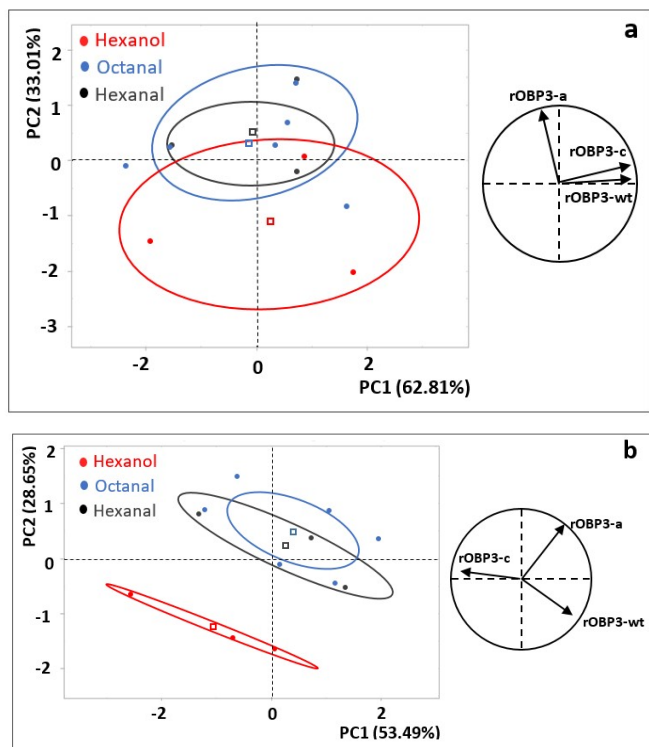 a
Hexanol
Octanal
Hexanal
PC2 (33.01%)
2
1
0
-1
-2
-3
-2
0
2
PC1 (62.81%)
rOBP3-a
rOBP3-c
rOBP3-wt
b
Hexanol
Octanal
Hexanal
PC2 (28.65%)
2
1
0
-1
-2
-2
0
2
PC1 (53.49%)
rOBP3-a
rOBP3-c
rOBP3-wt